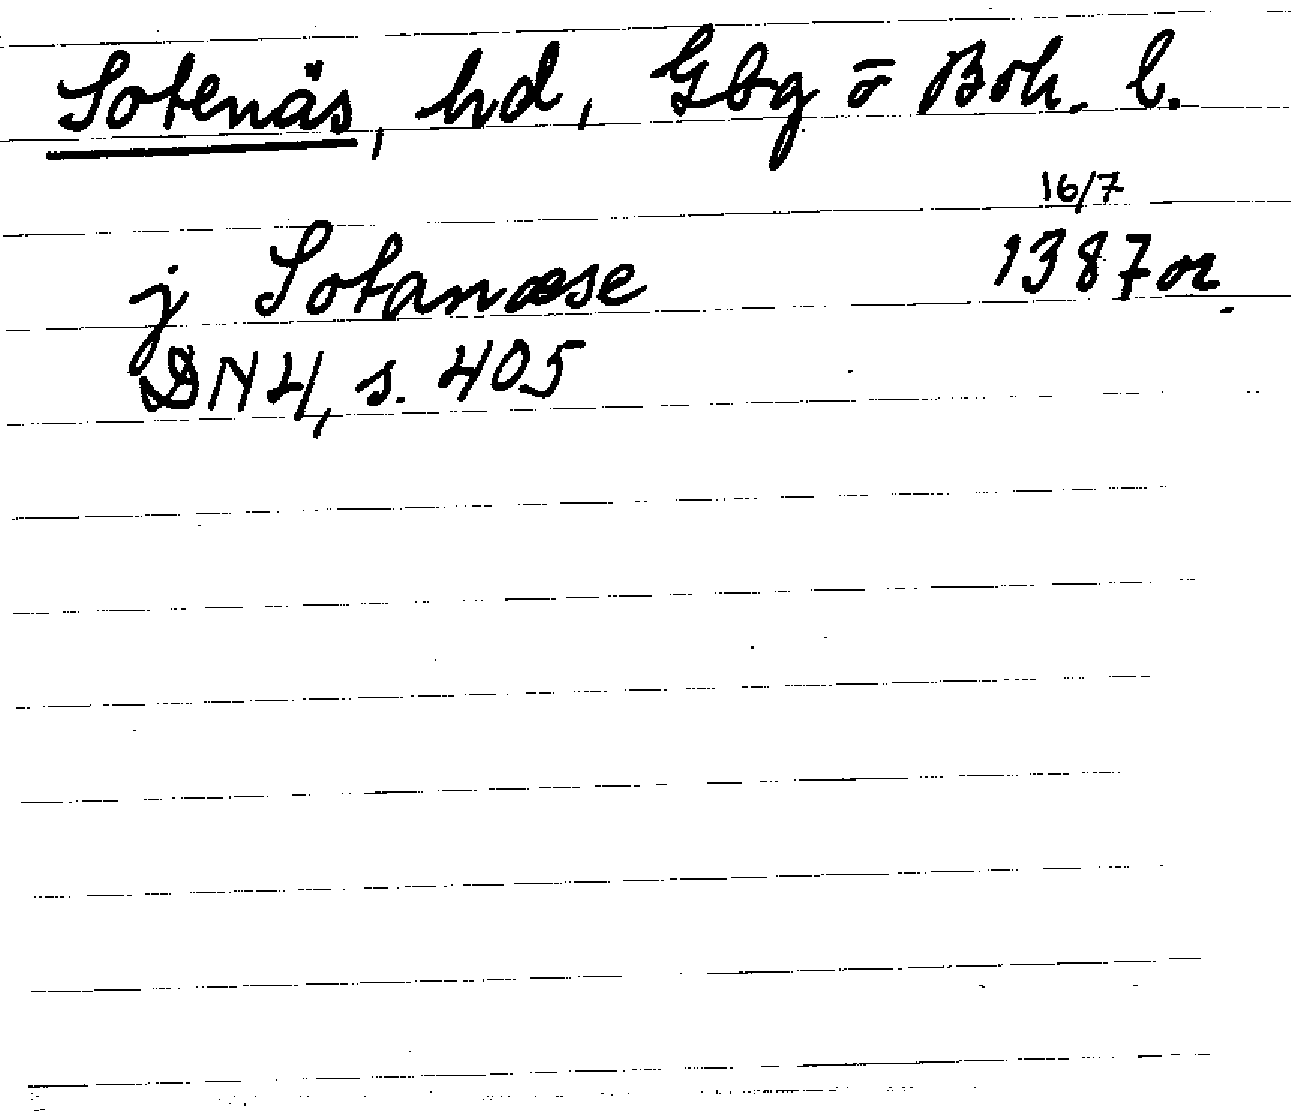 Sotenäs, hd, Gbg o Boh. l.
16/7
j Sotanæse 1387 or.
DN 4, s. 405